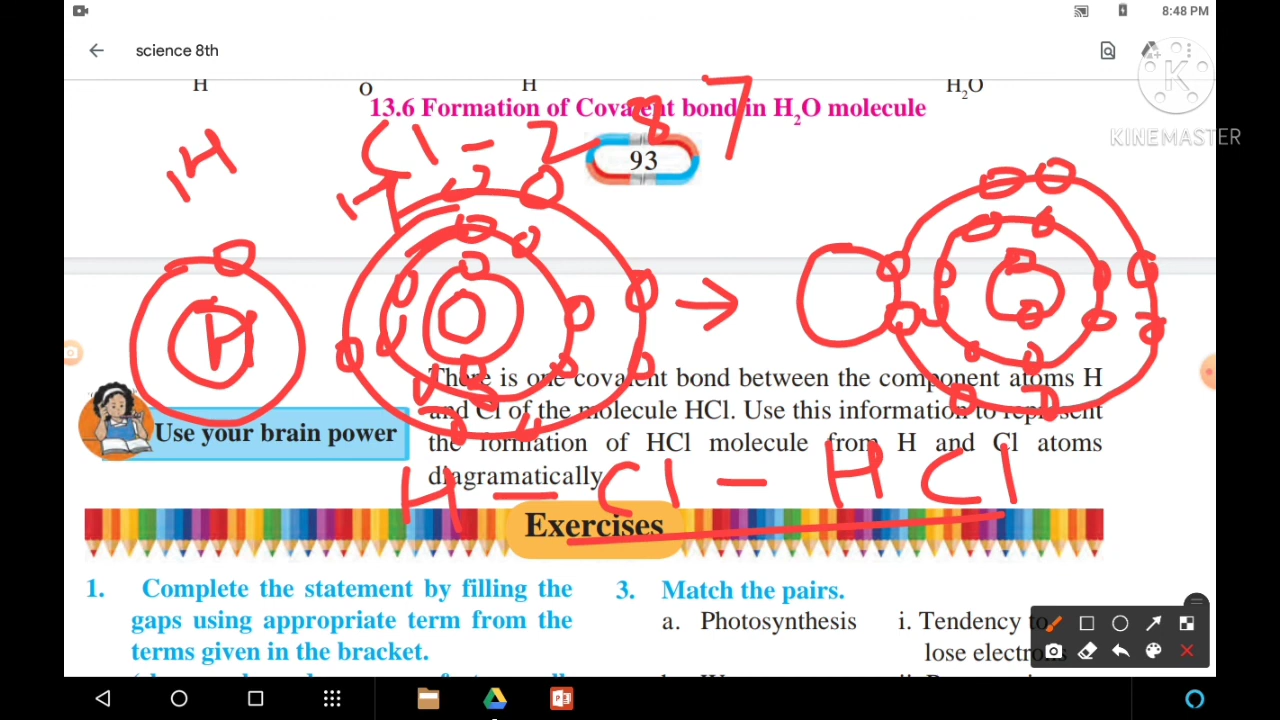 8:48 PM
science 8th
H O H H₂O
13.6 Formation of Covalent bond in H₂O molecule
K
KINEMASTER
93
H
Cl - 2 8 7
H
There is one covalent bond between the component atoms H
and Cl of the molecule HCl. Use this information to represent
the formation of HCl molecule from H and Cl atoms
diagramatically.
Use your brain power
H - Cl - HCl
Exercises
1. Complete the statement by filling the
gaps using appropriate term from the
terms given in the bracket.
3. Match the pairs.
a. Photosynthesis
i. Tendency to
lose electrons